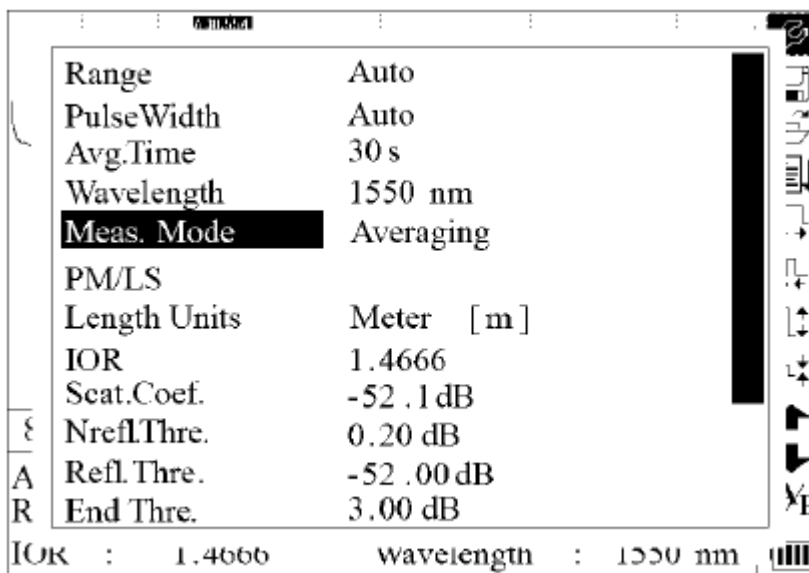 Range Auto
PulseWidth Auto
Avg.Time 30 s
Wavelength 1550 nm
Meas. Mode Averaging
PM/LS
Length Units Meter [m]
IOR 1.4666
Scat.Coef. -52 .1dB
Nrefl.Thre. 0.20 dB
Refl.Thre. -52 .00 dB
End Thre. 3.00 dB
A
R
IOR : 1.4666 Wavelength : 1550 nm